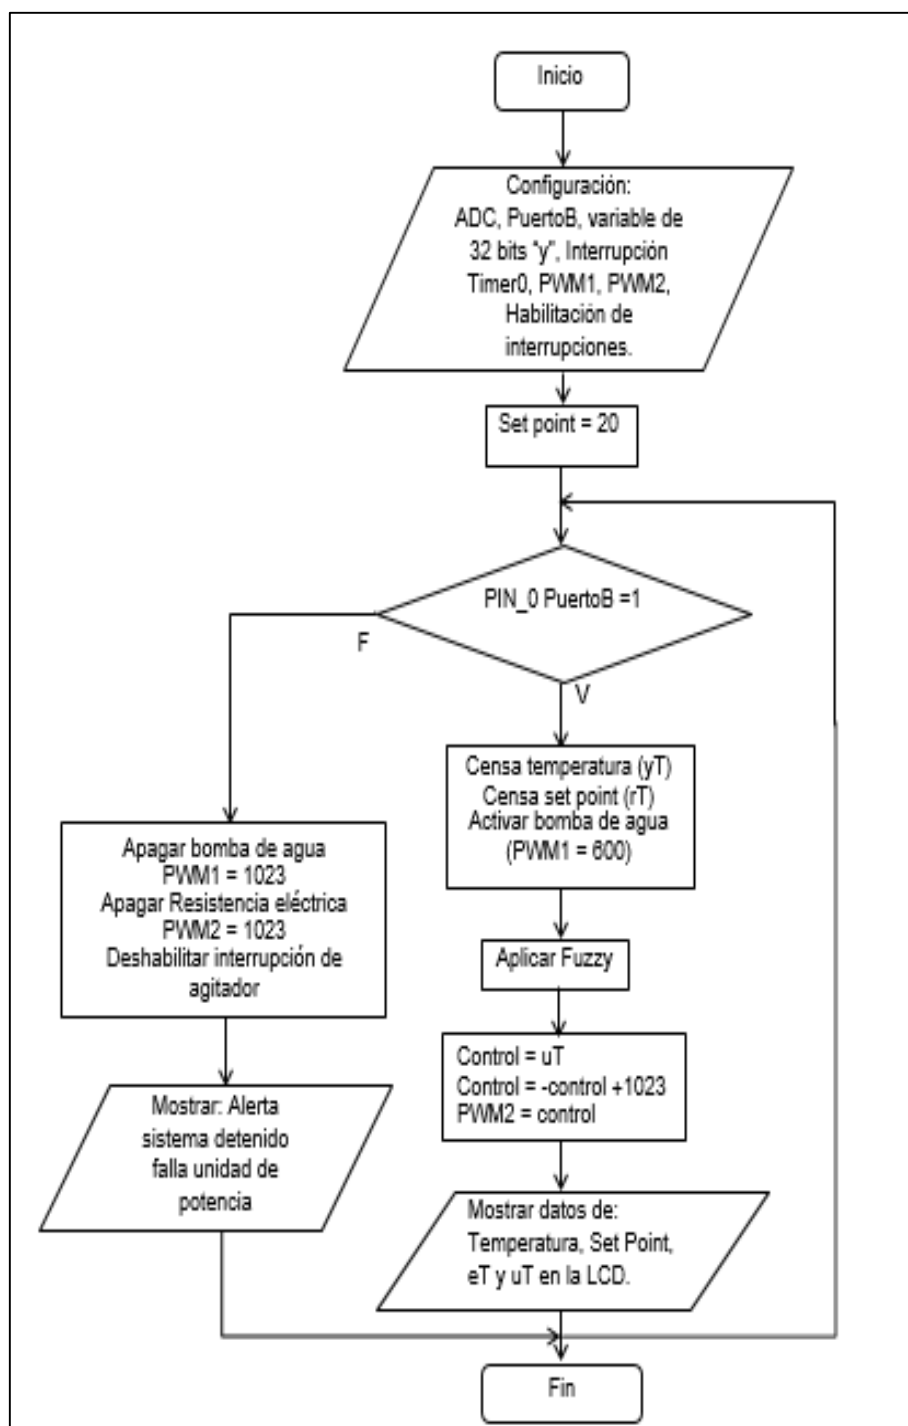 Inicio
Configuración:
ADC, PuertoB, variable de
32 bits "y", Interrupción
Timer0, PWM1, PWM2,
Habilitación de
interrupciones.
Set point = 20
PIN_0 PuertoB =1
F
V
Apagar bomba de agua
PWM1 = 1023
Apagar Resistencia eléctrica
PWM2 = 1023
Deshabilitar interrupción de
agitador
Mostrar: Alerta
sistema detenido
falla unidad de
potencia
Censa temperatura (yT)
Censa set point (rT)
Activar bomba de agua
(PWM1 = 600)
Aplicar Fuzzy
Control = uT
Control = -control +1023
PWM2 = control
Mostrar datos de:
Temperatura, Set Point,
eT y uT en la LCD.
Fin